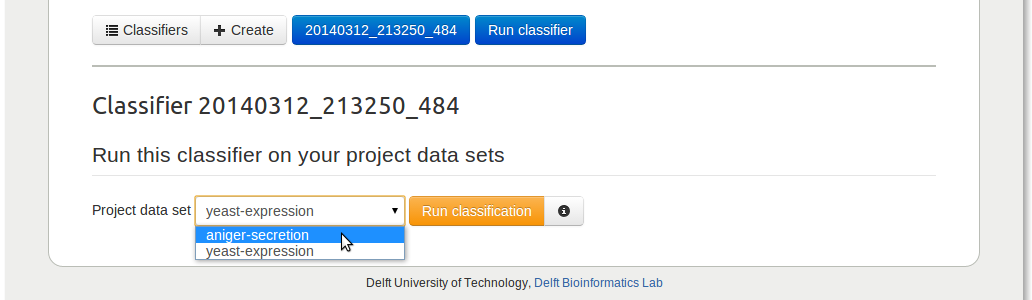 Classifiers Create 20140312_213250_484 Run classifier
Classifier 20140312_213250_484
Run this classifier on your project data sets
Project data set yeast-expression Run classification
aniger-secretion
yeast-expression
Delft University of Technology, Delft Bioinformatics Lab